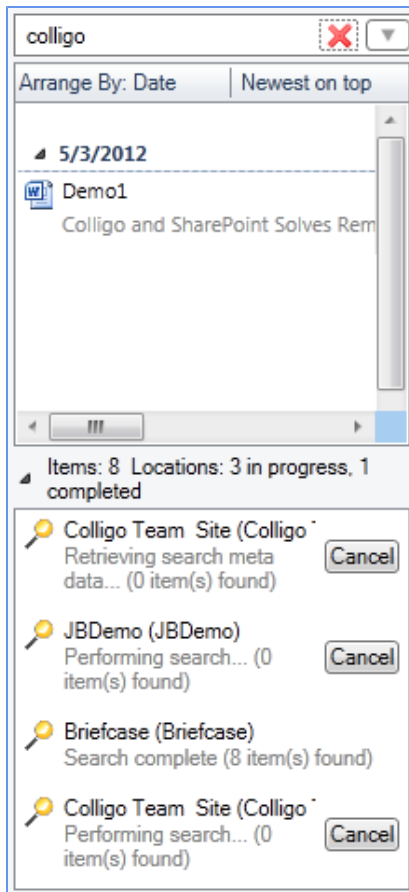 colligo
Arrange By: Date Newest on top
5/3/2012
Demo1
Colligo and SharePoint Solves Rem
Items: 8 Locations: 3 in progress, 1
completed
Colligo Team Site (Colligo
Retrieving search meta
data... (0 item(s) found)
Cancel
JBDemo (JBDemo)
Performing search... (0
item(s) found)
Cancel
Briefcase (Briefcase)
Search complete (8 item(s) found)
Colligo Team Site (Colligo
Performing search... (0
item(s) found)
Cancel